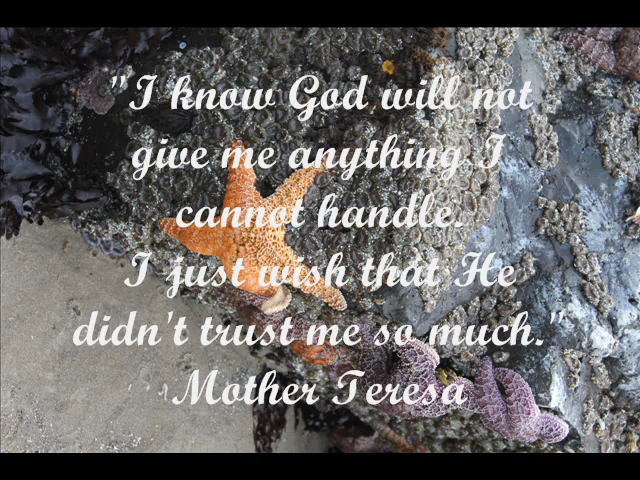 "I know God will not
give me anything I
cannot handle.
I just wish that He
didn't trust me so much."
Mother Teresa